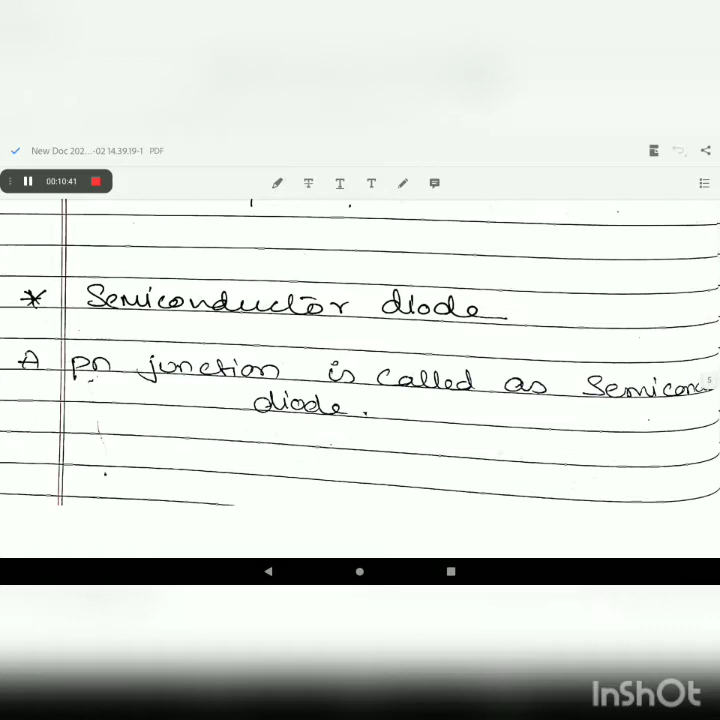 New Doc 202...-02 14.39.19-1 PDF
00:10:41
T T T
* Semiconductor diode
A pn junction is called as Semicon
5
diode.
InShOt